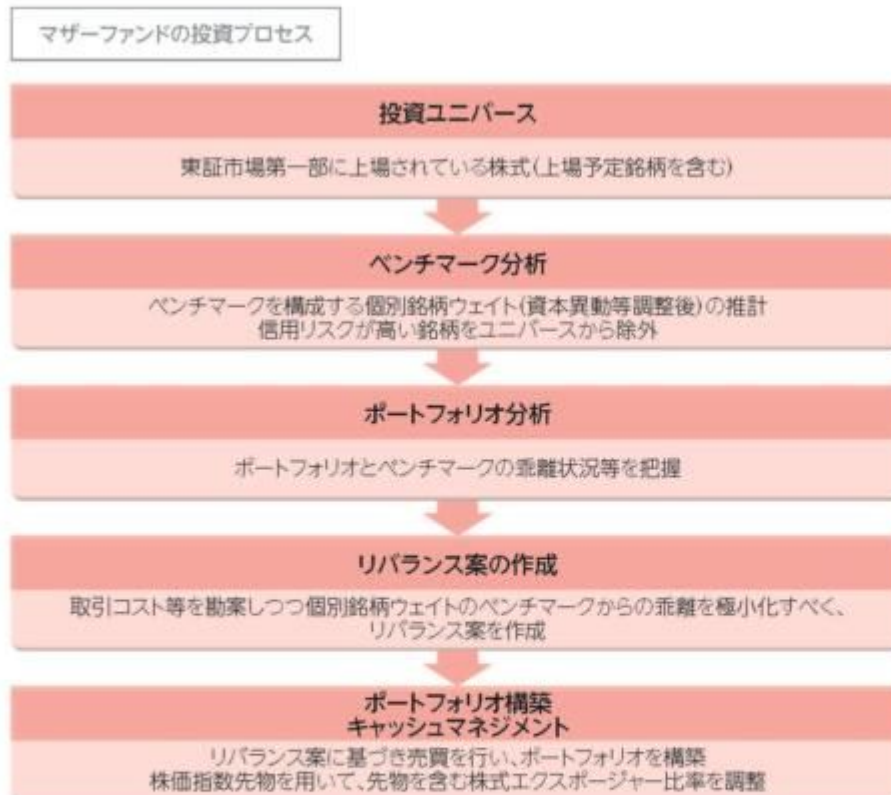 マザーファンドの投資プロセス
投資ユニバース
東証市場第一部に上場されている株式(上場予定銘柄を含む)
ベンチマーク分析
ベンチマークを構成する個別銘柄ウェイト(資本異動等調整後)の推計
信用リスクが高い銘柄をユニバースから除外
ポートフォリオ分析
ポートフォリオとベンチマークの乖離状況等を把握
リバランス案の作成
取引コスト等を勘案しつつ個別銘柄ウェイトのベンチマークからの乖離を極小化すべく、
リバランス案を作成
ポートフォリオ構築
キャッシュマネジメント
リバランス案に基づき売買を行い、ポートフォリオを構築
株価指数先物を用いて、先物を含む株式エクスポージャー比率を調整